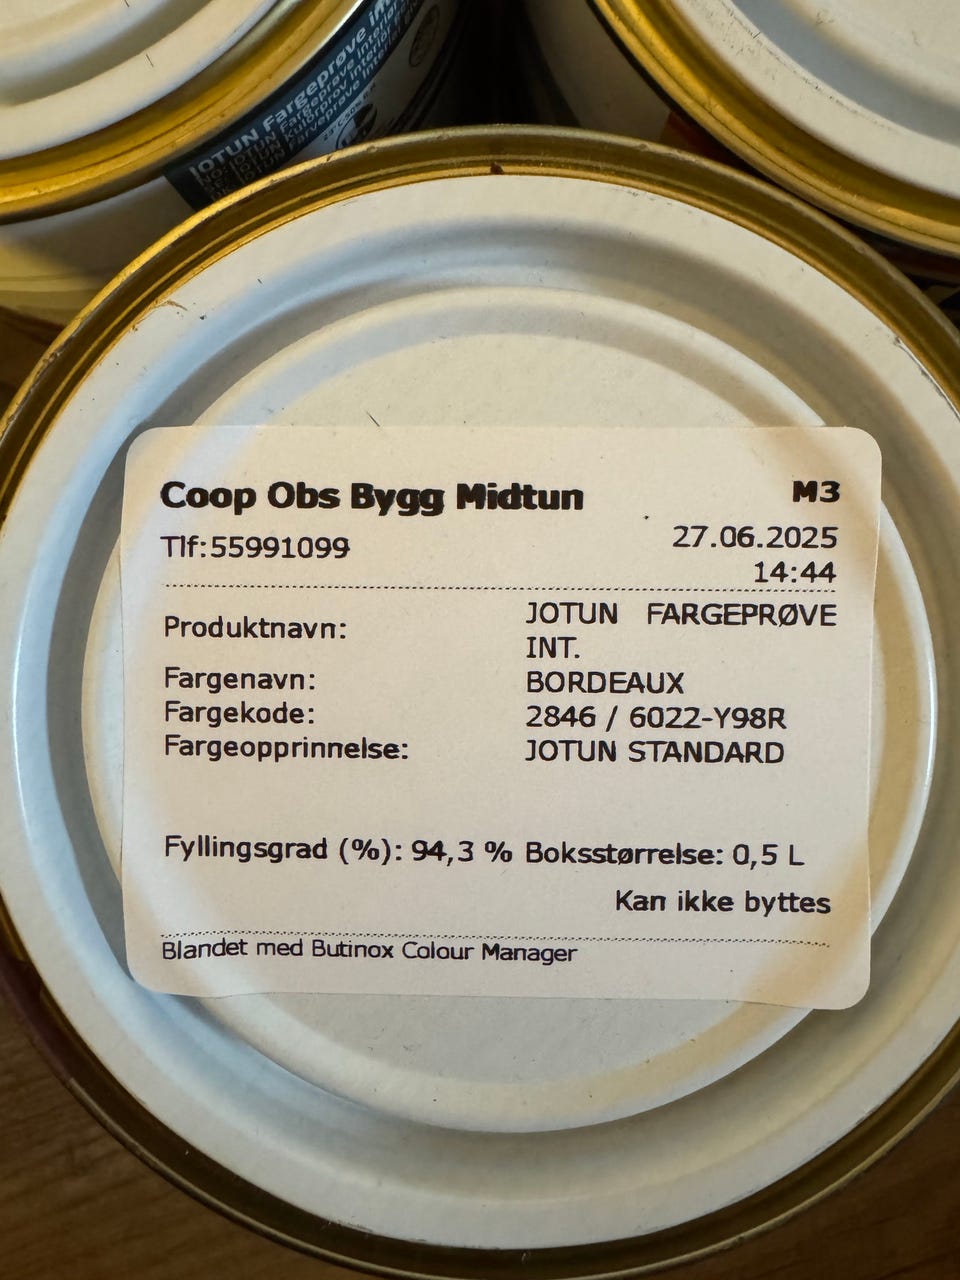 JOTUN Fargeprøve
Coop Obs Bygg Midtun M3
Tlf:55991099 27.06.2025
14:44
Produktnavn: JOTUN FARGEPRØVE
INT.
Fargenavn: BORDEAUX
Fargekode: 2846 / 6022-Y98R
Fargeopprinnelse: JOTUN STANDARD
Fyllingsgrad (%): 94,3 % Boksstørrelse: 0,5 L
Kan ikke byttes
Blandet med Butinox Colour Manager